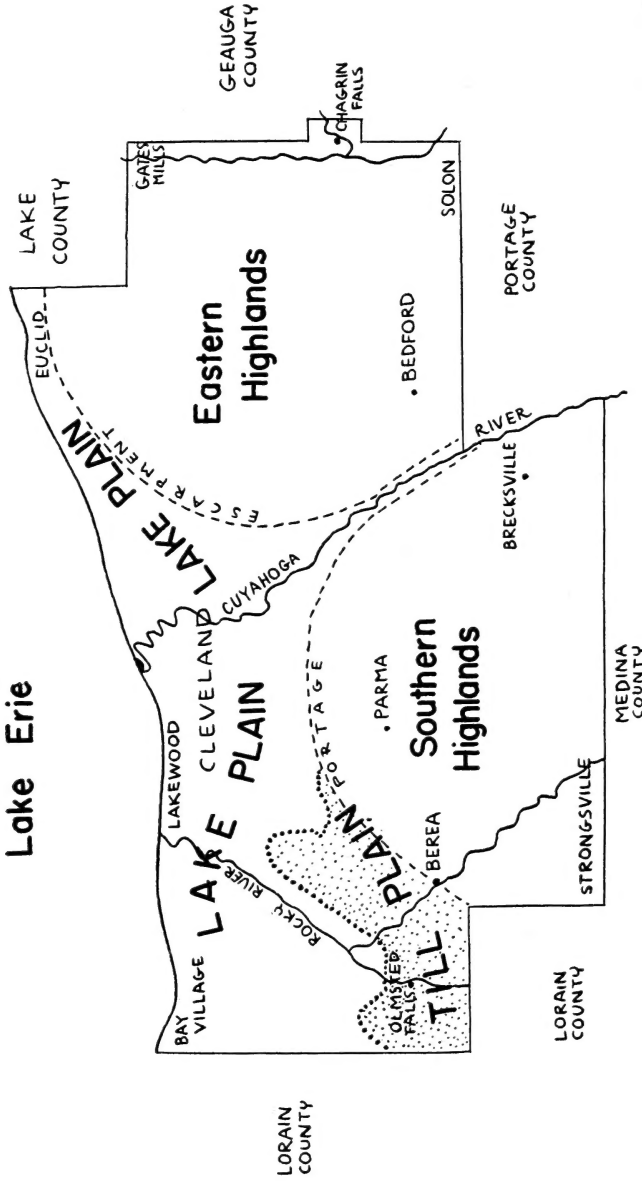 Lake Erie
LAKE
COUNTY
GEAUGA
COUNTY
EUCLID
GATES
MILLS
CHAGRIN
FALLS
LAKE PLAIN
ESCARPMENT
Eastern
Highlands
BAY
VILLAGE
LAKEWOOD
CLEVELAND
CUYAHOGA
RIVER
LAKE PLAIN
ROCKY RIVER
BEDFORD
SOLON
LORAIN
COUNTY
PORTAGE
PARMA
TILL PLAIN
OLMSTED
FALLS
BEREA
Southern
Highlands
BRECKSVILLE
PORTAGE
COUNTY
STRONGSVILLE
LORAIN
COUNTY
MEDINA
COUNTY